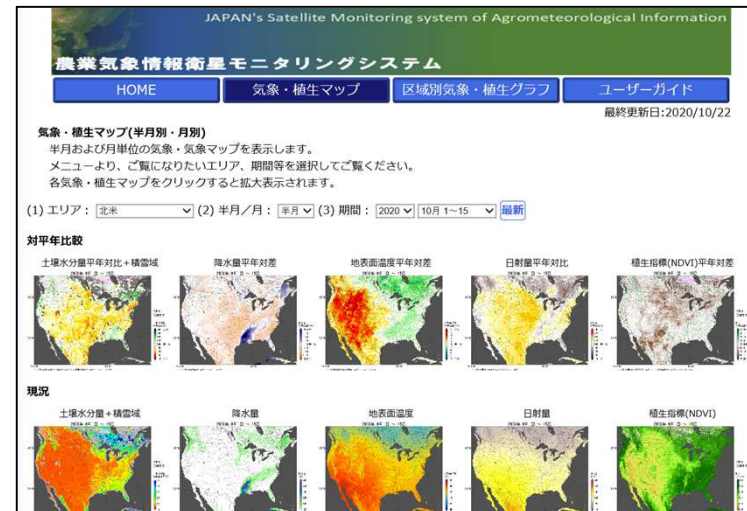 JAPAN's Satellite Monitoring system of Agrometeorological Information
農業気象情報衛星モニタリングシステム
HOME 気象・植生マップ 区域別気象・植生グラフ ユーザーガイド
最終更新日:2020/10/22
気象・植生マップ(半月別・月別)
半月および月単位の気象・気象マップを表示します。
メニューより、ご覧になりたいエリア、期間等を選択してご覧ください。
各気象・植生マップをクリックすると拡大表示されます。
(1) エリア： 北米 (2) 半月／月： 半月 (3) 期間： 2020 10月 1～15 最新
対平年比較
土壌水分量平年対比＋積雪域 降水量平年対差 地表面温度平年対差 日射量平年対比 植生指標(NDVI)平年対差
現況
土壌水分量＋積雪域 降水量 地表面温度 日射量 植生指標(NDVI)